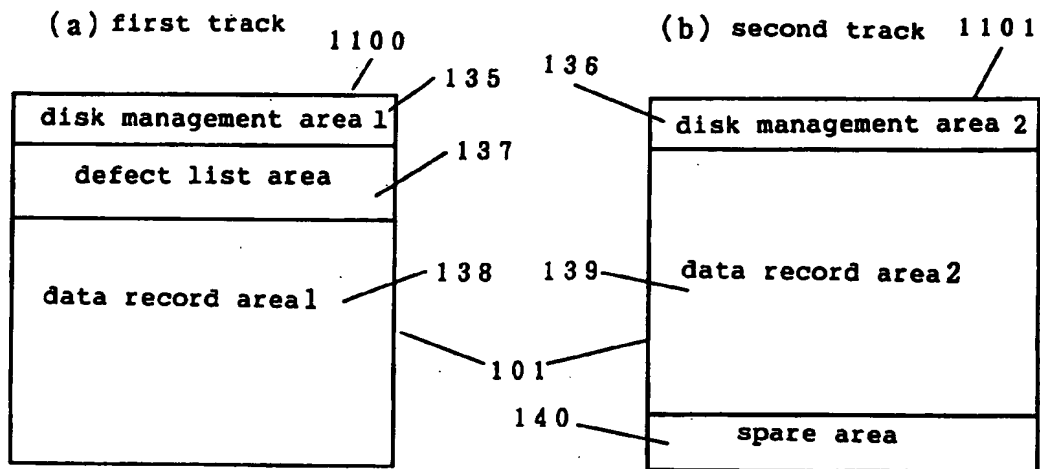 (a) first track
1100
135
disk management area 1
137
defect list area
138
data record area1
101
(b) second track
1101
136
disk management area 2
139
data record area2
140
spare area